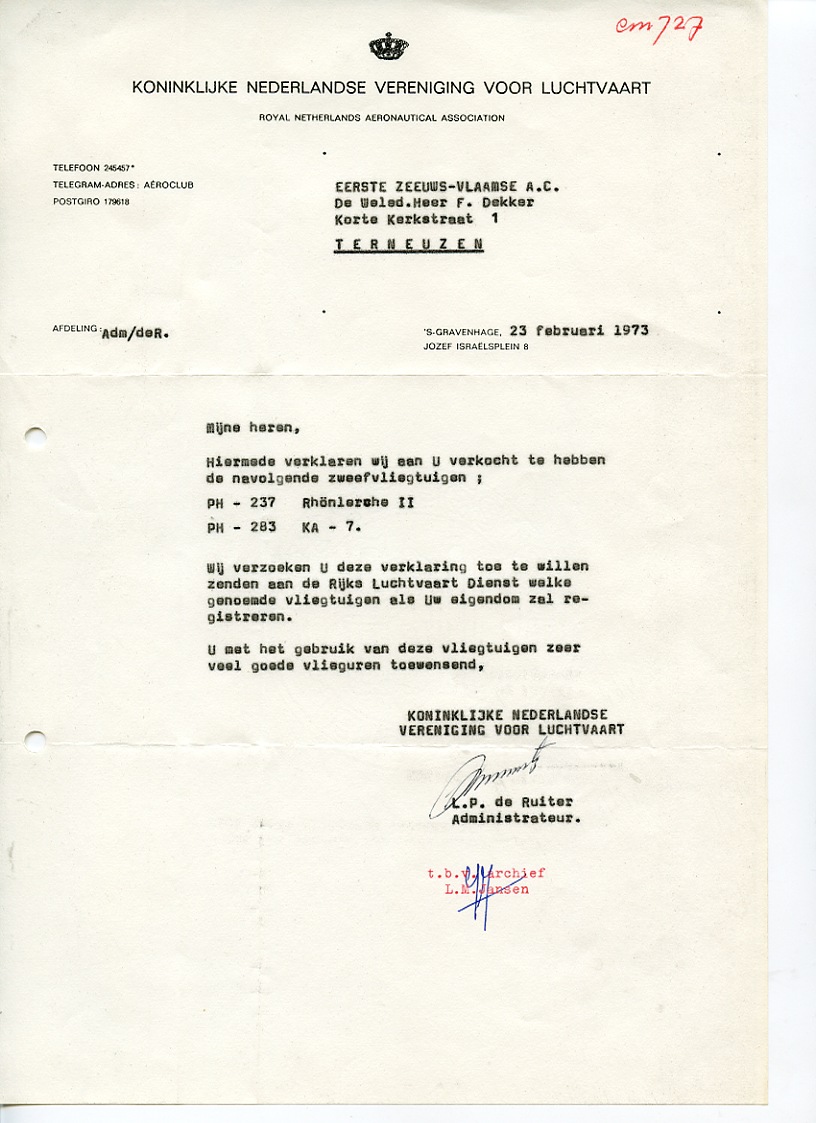 cm 727
KONINKLIJKE NEDERLANDSE VERENIGING VOOR LUCHTVAART
ROYAL NETHERLANDS AERONAUTICAL ASSOCIATION
TELEFOON 245457*
TELEGRAM-ADRES: AÉROCLUB
POSTGIRO 179618
EERSTE ZEEUWS-VLAAMSE A.C.
De Weled.Heer F. Dekker
Korte Kerkstraat 1
T E R N E U Z E N
AFDELING: Adm/deR.
'S-GRAVENHAGE, 23 februari 1973
JOZEF ISRAËLSPLEIN 8
Mijne heren,
Hiermede verklaren wij aan U verkocht te hebben
de navolgende zweefvliegtuigen ;
PH - 237 Rhönlerche II
PH - 283 KA - 7.
Wij verzoeken U deze verklaring toe te willen
zenden aan de Rijks Luchtvaart Dienst welke
genoemde vliegtuigen als Uw eigendom zal re-
gistreren.
U met het gebruik van deze vliegtuigen zeer
veel goede vlieguren toewensend,
KONINKLIJKE NEDERLANDSE
VERENIGING VOOR LUCHTVAART
L.P. de Ruiter
Administrateur.
t.b.v. archief
L.M.Jansen